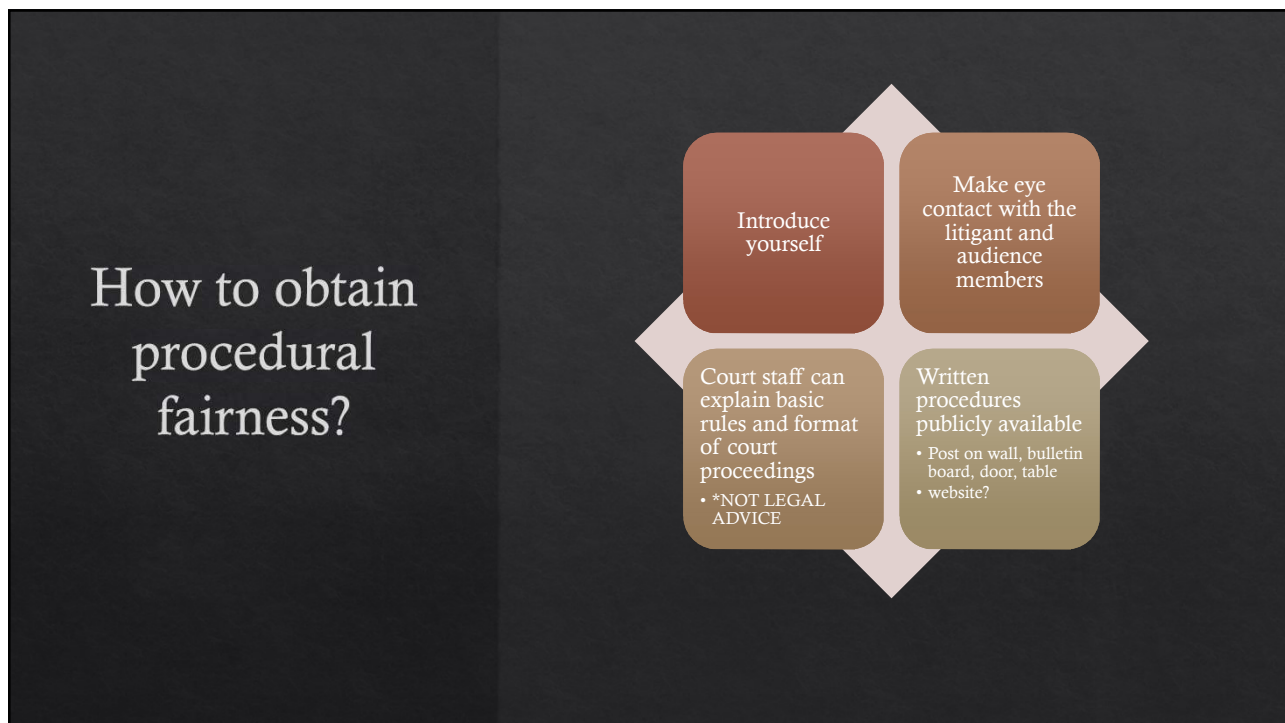 How to obtain
procedural
fairness?
Introduce
yourself
Make eye
contact with the
litigant and
audience
members
Court staff can
explain basic
rules and format
of court
proceedings
• *NOT LEGAL
ADVICE
Written
procedures
publicly available
• Post on wall, bulletin
board, door, table
• website?